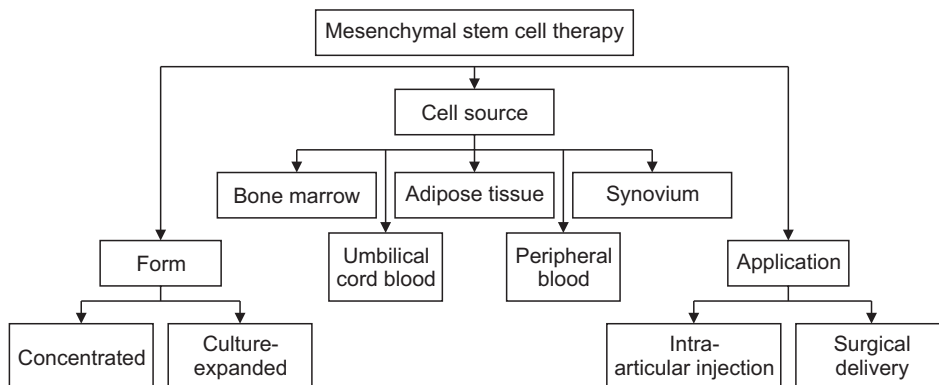 Mesenchymal stem cell therapy
Cell source
Bone marrow
Adipose tissue
Synovium
Umbilical
cord blood
Peripheral
blood
Form
Application
Concentrated
Culture-
expanded
Intra-
articular injection
Surgical
delivery